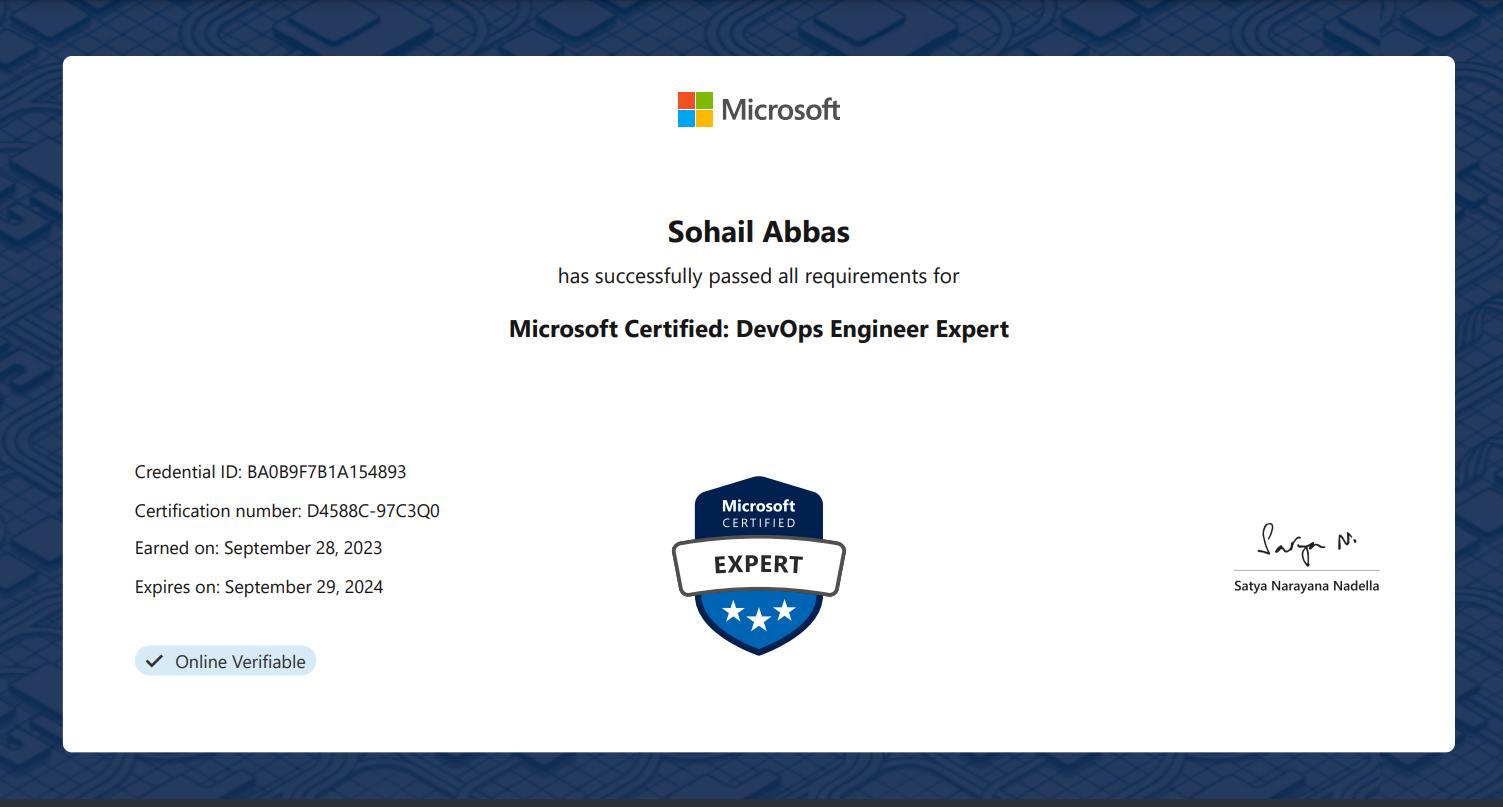 Microsoft
Sohail Abbas
has successfully passed all requirements for
Microsoft Certified: DevOps Engineer Expert
Credential ID: BA0B9F7B1A154893
Certification number: D4588C-97C3Q0
Earned on: September 28, 2023
Expires on: September 29, 2024
Online Verifiable
Microsoft
CERTIFIED
EXPERT
Satya N.
Satya Narayana Nadella